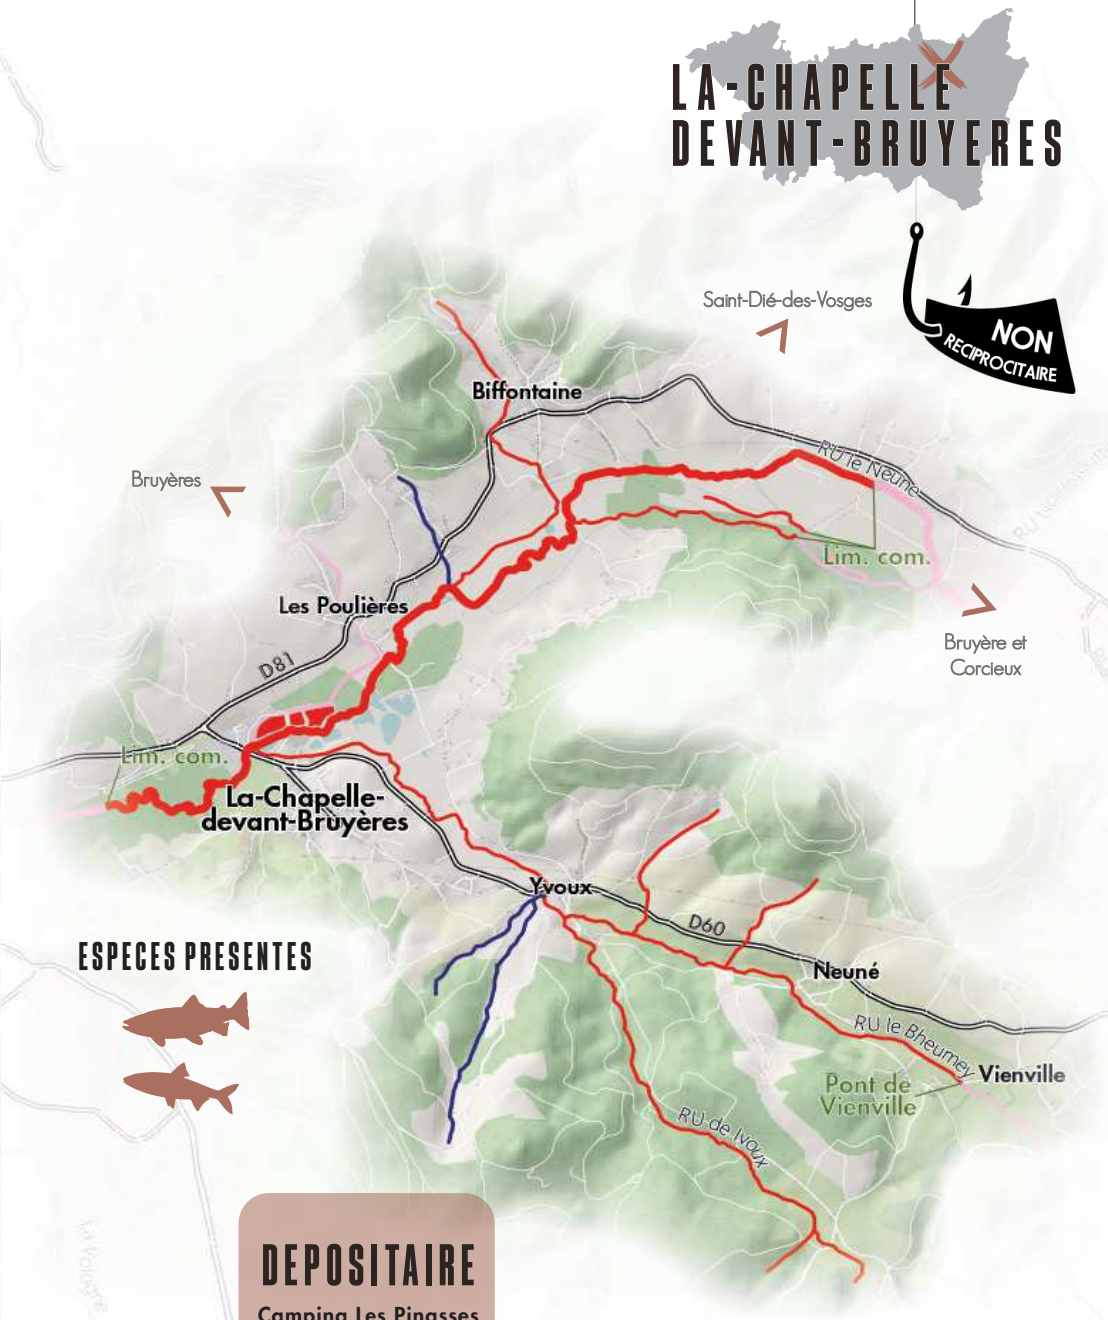 LA-CHAPELLE
DEVANT-BRUYERES
NON
RECIPROCITAIRE
Saint-Dié-des-Vosges
Biffontaine
Bruyères
RU le Neune
Lim. com.
Les Poulières
Bruyère et
Corcieux
D81
Lim. com.
La-Chapelle-
devant-Bruyères
Yvoux
D60
Neuné
RU le Bheumey
Vienville
Pont de
Vienville
RU de Ivoux
ESPECES PRESENTES
DEPOSITAIRE
Camping Les Pinasses
La Vologne